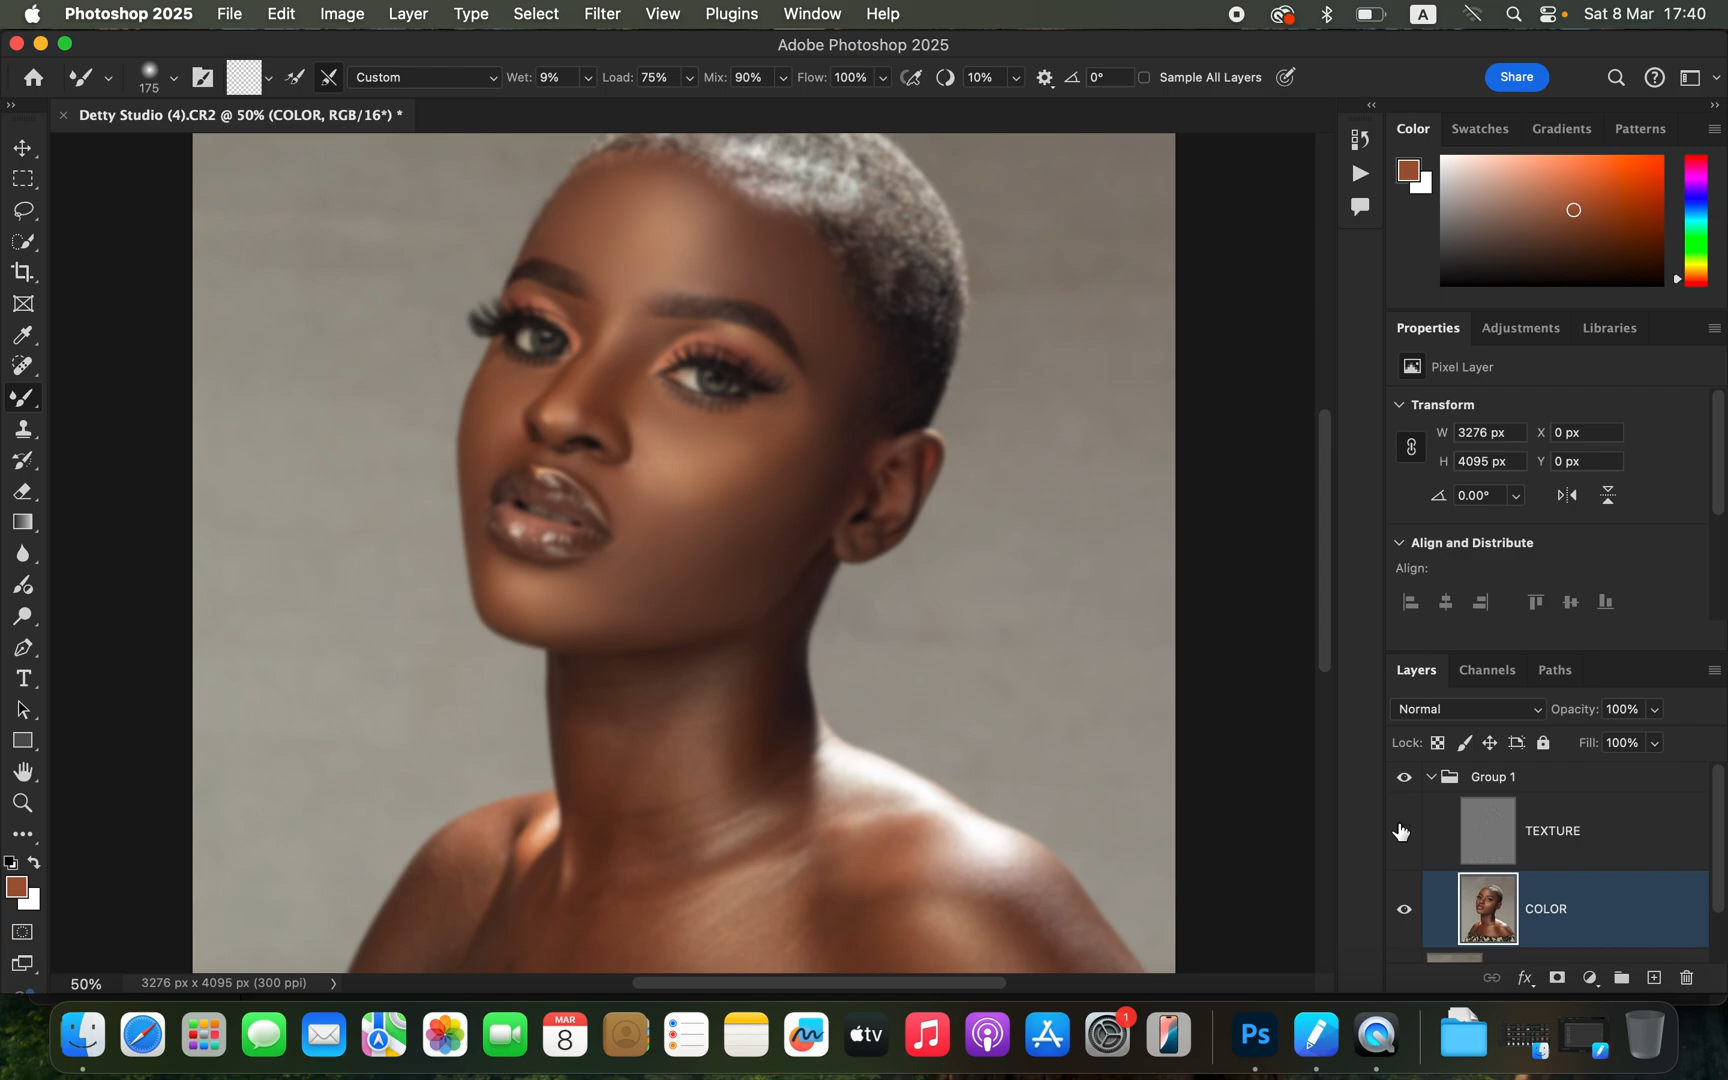 Photoshop 2025 File Edit Image Layer Type Select Filter View Plugins Window Help A Sat 8 Mar 17:40
Adobe Photoshop 2025
175 Custom Wet: 9% Load: 75% Mix: 90% Flow: 100% 10% 0° Sample All Layers Share
Detty Studio (4).CR2 @ 50% (COLOR, RGB/16*) *
Color Swatches Gradients Patterns
Properties Adjustments Libraries
Pixel Layer
Transform
W 3276 px X 0 px
H 4095 px Y 0 px
0.00°
Align and Distribute
Align:
Layers Channels Paths
Normal Opacity: 100%
Lock: Fill: 100%
Group 1
TEXTURE
COLOR
50% 3276 px x 4095 px (300 ppi)
MAR
8
tv
1
Ps